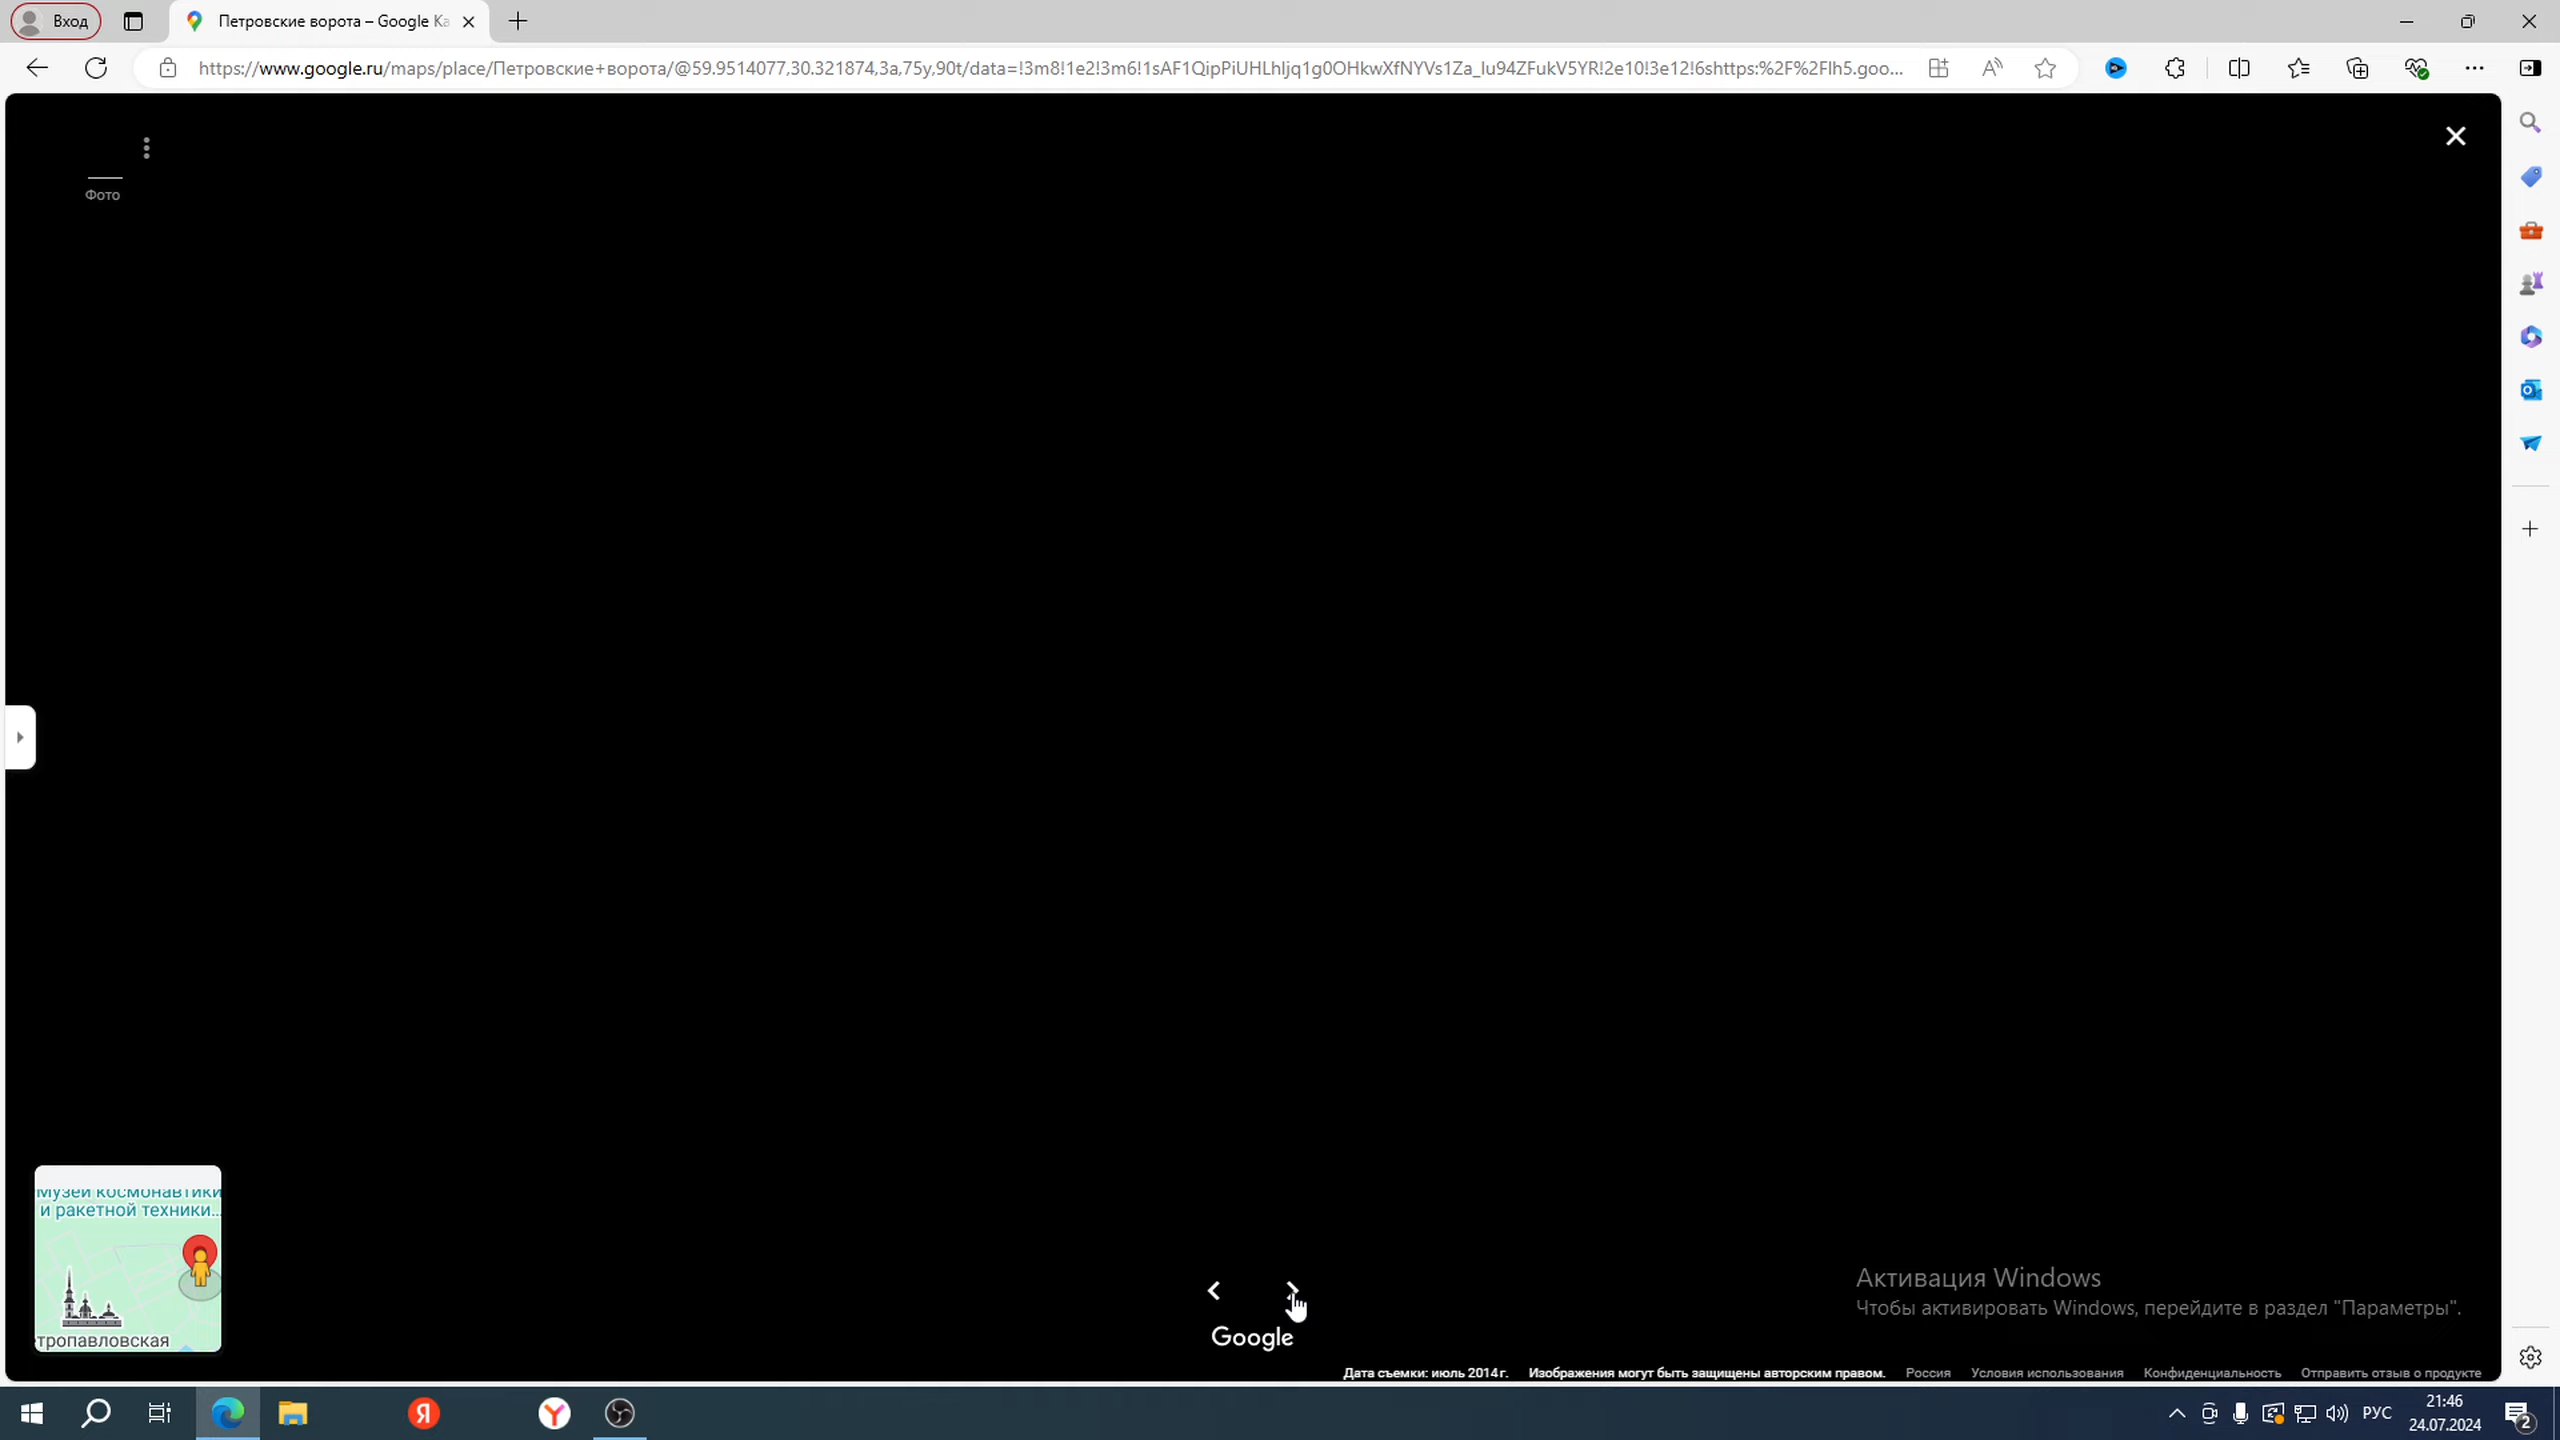 Вход
Петровские ворота – Google Ка
https://www.google.ru/maps/place/Петровские+ворота/@59.9514077,30.321874,3a,75y,90t/data=!3m8!1e2!3m6!1sAF1QipPiUHLhljq1g0OHkwXfNYVs1Za_Iu94ZFukV5YR!2e10!3e12!6shttps:%2F%2Flh5.goo...
Фото
Музей космонавтики
и ракетной техники...
тропавловская
Google
Активация Windows
Чтобы активировать Windows, перейдите в раздел "Параметры".
Дата съемки: июль 2014 г. Изображения могут быть защищены авторским правом. Россия Условия использования Конфиденциальность Отправить отзыв о продукте
РУС
21:46
24.07.2024
2